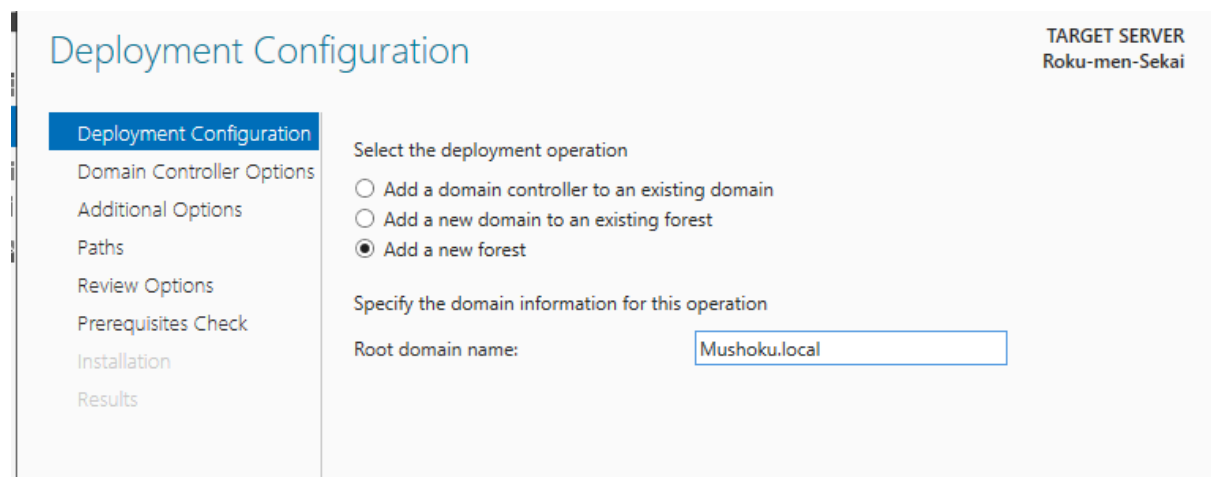 Deployment Configuration
TARGET SERVER
Roku-men-Sekai
Deployment Configuration
Domain Controller Options
Additional Options
Paths
Review Options
Prerequisites Check
Installation
Results
Select the deployment operation
Add a domain controller to an existing domain
Add a new domain to an existing forest
Add a new forest
Specify the domain information for this operation
Root domain name:
Mushoku.local